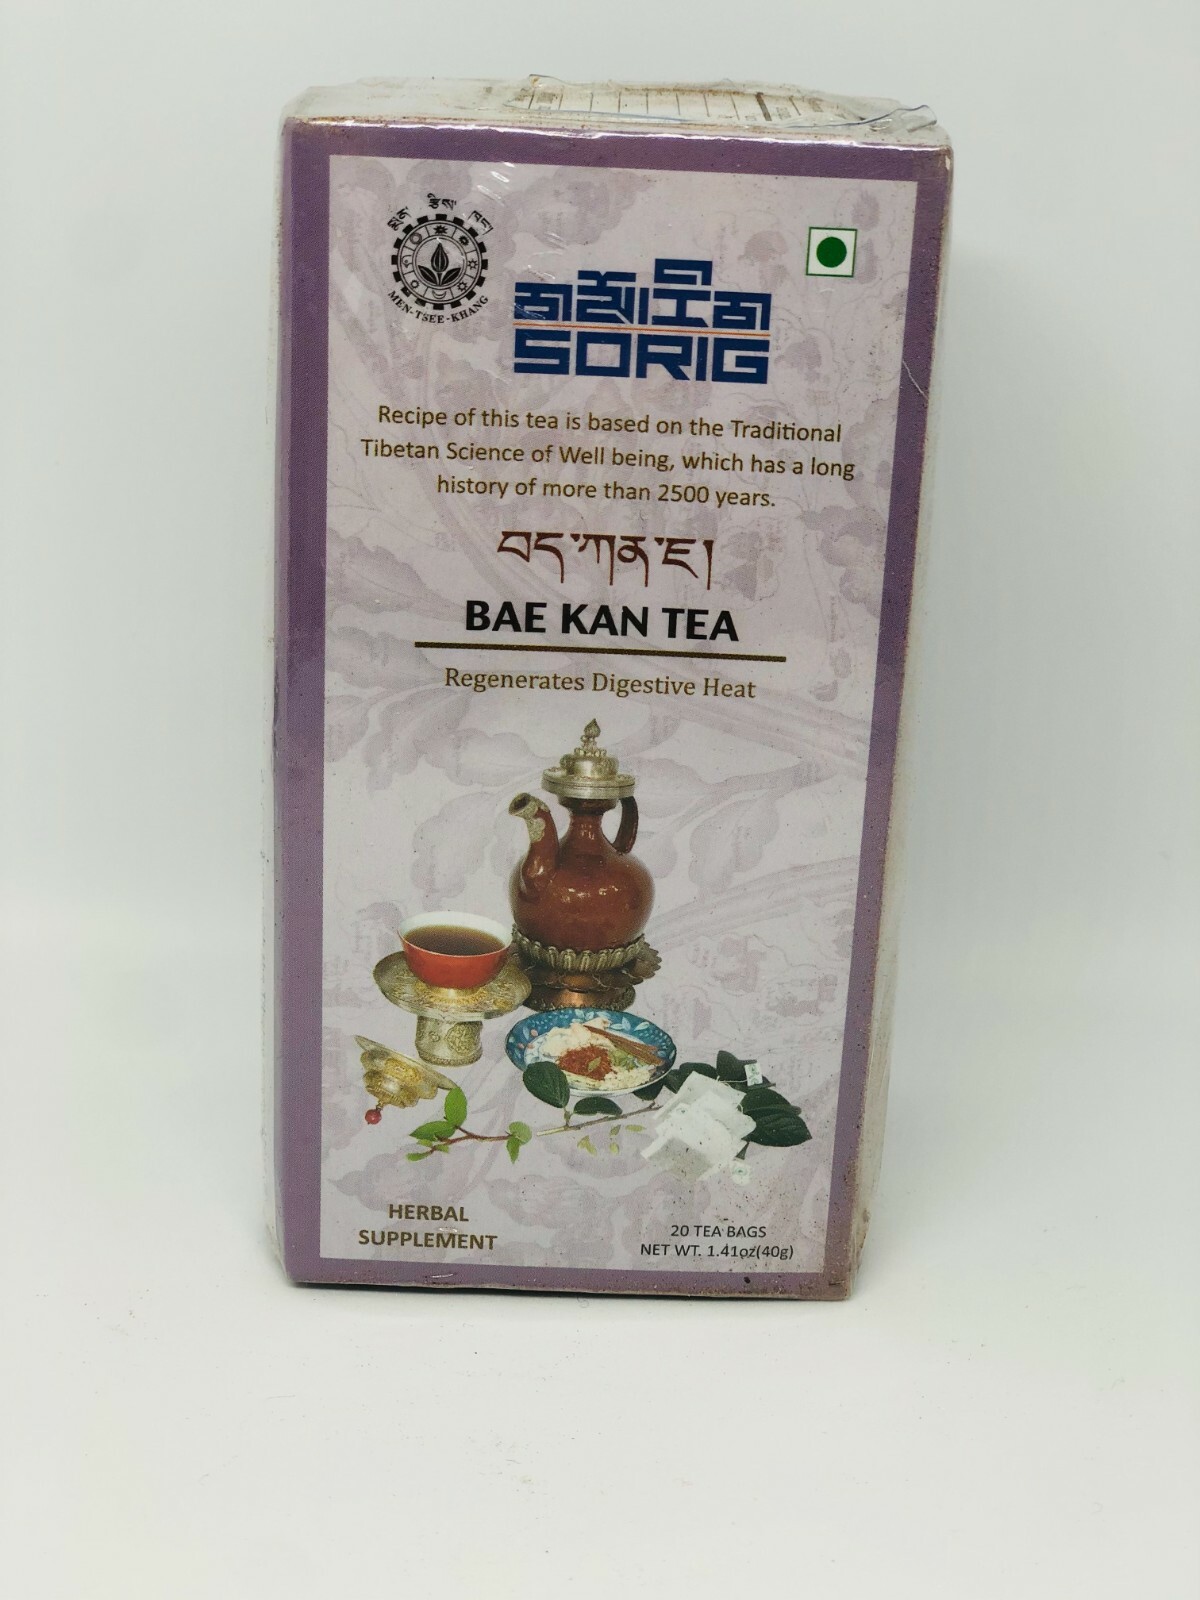 སྨན་ རྩིས་ ཁང་།
MEN-TSEE-KHANG
SORIG
Recipe of this tea is based on the Traditional
Tibetan Science of Well being, which has a long
history of more than 2500 years.
བད་ཀན་ཇ།
BAE KAN TEA
Regenerates Digestive Heat
HERBAL
SUPPLEMENT
20 TEA BAGS
NET WT. 1.41oz(40g)